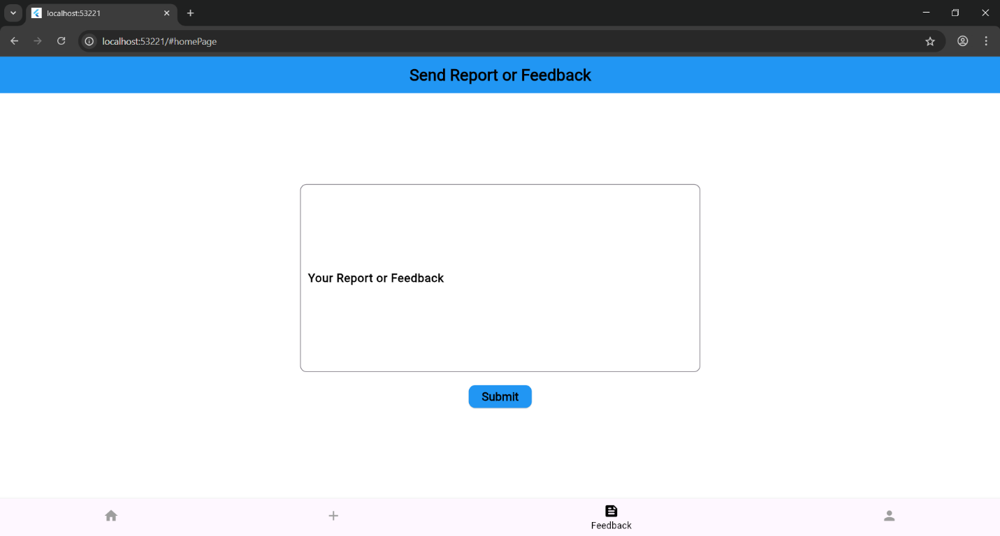 localhost:53221
localhost:53221/#homePage
Send Report or Feedback
Your Report or Feedback
Submit
Feedback